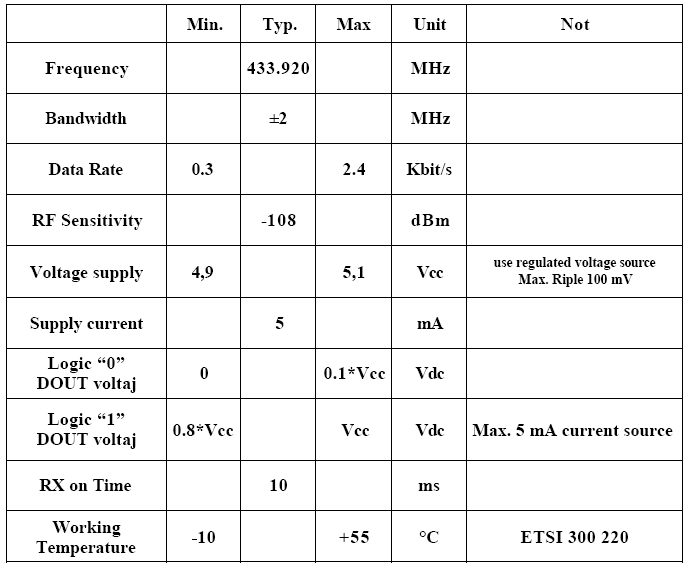 Min. Typ. Max Unit Not
Frequency 433.920 MHz
Bandwidth ±2 MHz
Data Rate 0.3 2.4 Kbit/s
RF Sensitivity -108 dBm
Voltage supply 4,9 5,1 Vcc use regulated voltage source
Max. Riple 100 mV
Supply current 5 mA
Logic “0”
DOUT voltaj 0 0.1*Vcc Vdc
Logic “1”
DOUT voltaj 0.8*Vcc Vcc Vdc Max. 5 mA current source
RX on Time 10 ms
Working
Temperature -10 +55 °C ETSI 300 220